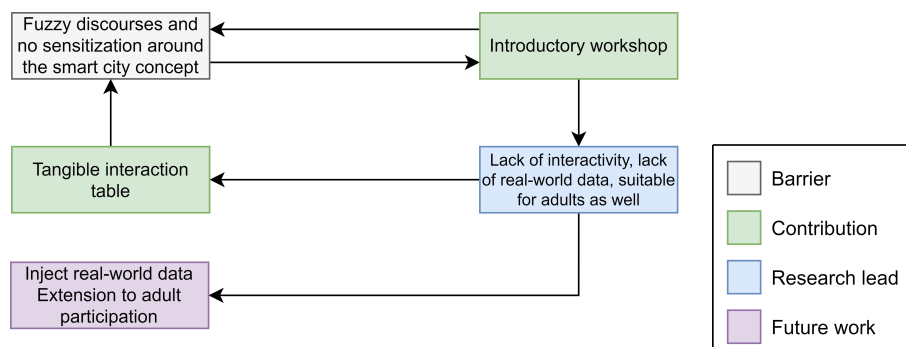 Fuzzy discourses and
no sensitization around
the smart city concept
Introductory workshop
Tangible interaction
table
Lack of interactivity, lack
of real-world data, suitable
for adults as well
Inject real-world data
Extension to adult
participation
Barrier
Contribution
Research lead
Future work